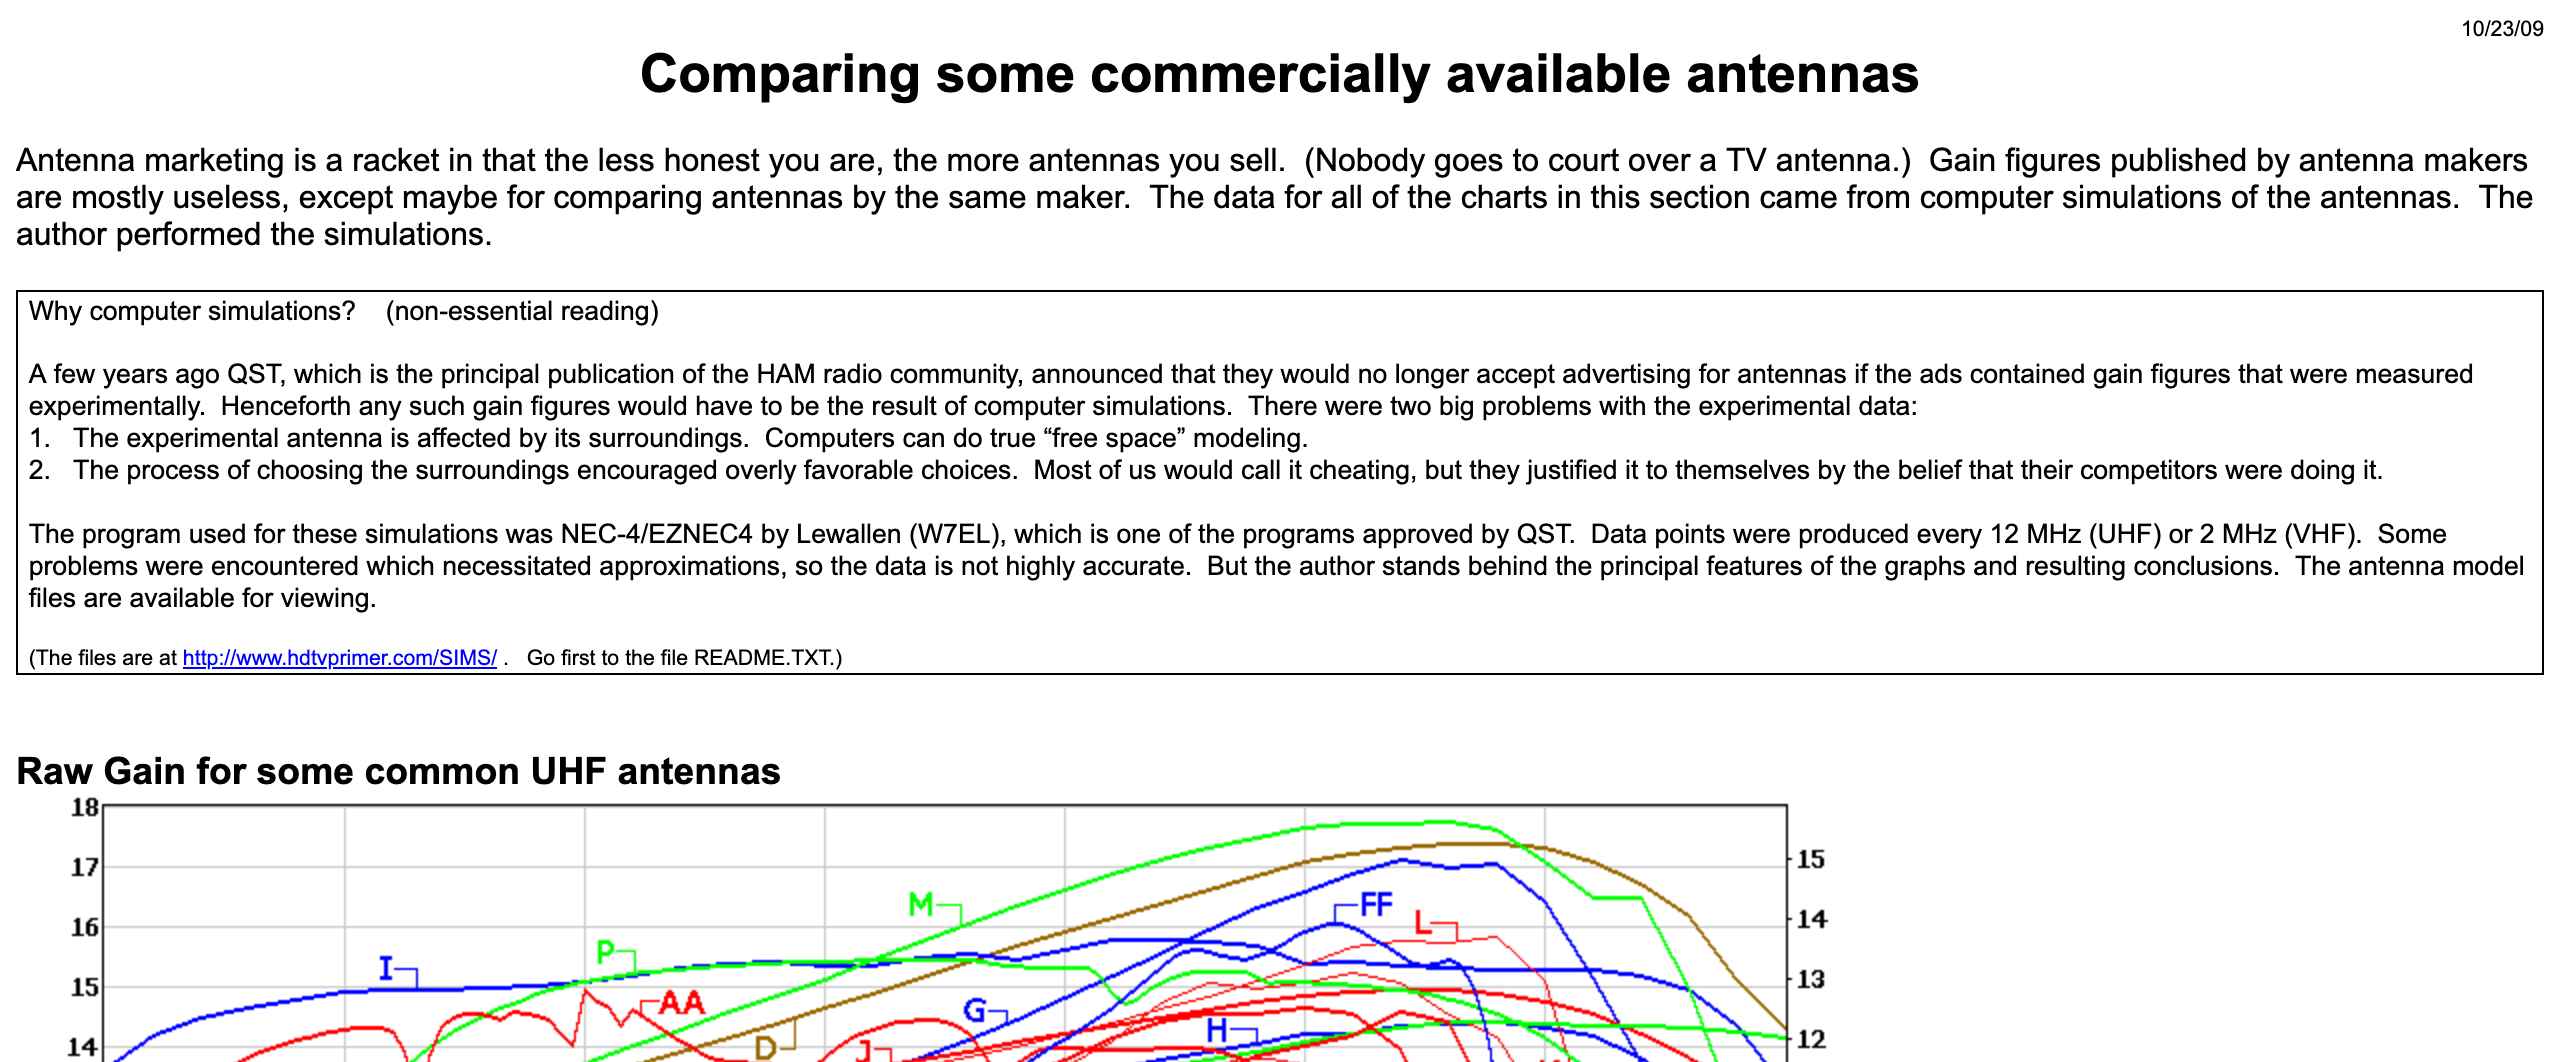 10/23/09
Comparing some commercially available antennas
Antenna marketing is a racket in that the less honest you are, the more antennas you sell.  (Nobody goes to court over a TV antenna.)  Gain figures published by antenna makers
are mostly useless, except maybe for comparing antennas by the same maker.  The data for all of the charts in this section came from computer simulations of the antennas.  The
author performed the simulations.
Why computer simulations?    (non-essential reading)
A few years ago QST, which is the principal publication of the HAM radio community, announced that they would no longer accept advertising for antennas if the ads contained gain figures that were measured
experimentally.  Henceforth any such gain figures would have to be the result of computer simulations.  There were two big problems with the experimental data:
1.   The experimental antenna is affected by its surroundings.  Computers can do true “free space” modeling.
2.   The process of choosing the surroundings encouraged overly favorable choices.  Most of us would call it cheating, but they justified it to themselves by the belief that their competitors were doing it.
The program used for these simulations was NEC-4/EZNEC4 by Lewallen (W7EL), which is one of the programs approved by QST.  Data points were produced every 12 MHz (UHF) or 2 MHz (VHF).  Some
problems were encountered which necessitated approximations, so the data is not highly accurate.  But the author stands behind the principal features of the graphs and resulting conclusions.  The antenna model
files are available for viewing.
(The files are at http://www.hdtvprimer.com/SIMS/ .   Go first to the file README.TXT.)
Raw Gain for some common UHF antennas
18
17
15
M
FF
L
16
14
P
I
15
13
AA
G
H
14
D
J
12